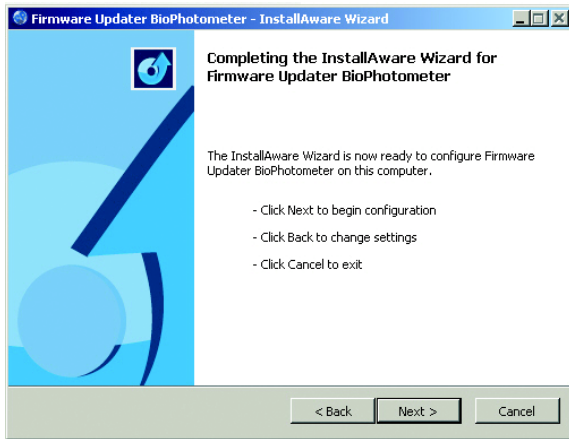 Firmware Updater BioPhotometer - InstallAware Wizard
Completing the InstallAware Wizard for
Firmware Updater BioPhotometer
The InstallAware Wizard is now ready to configure Firmware
Updater BioPhotometer on this computer.
- Click Next to begin configuration
- Click Back to change settings
- Click Cancel to exit
< Back
Next >
Cancel